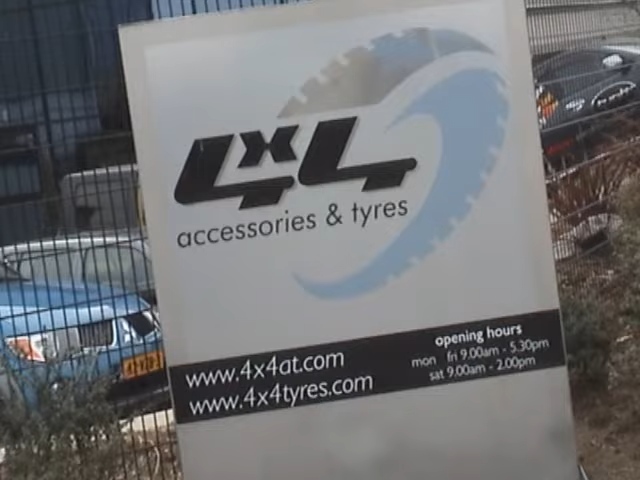 4x4
accessories & tyres
www.4x4at.com
www.4x4tyres.com
opening hours
mon fri 9.00am - 5.30pm
sat 9.00am - 2.00pm